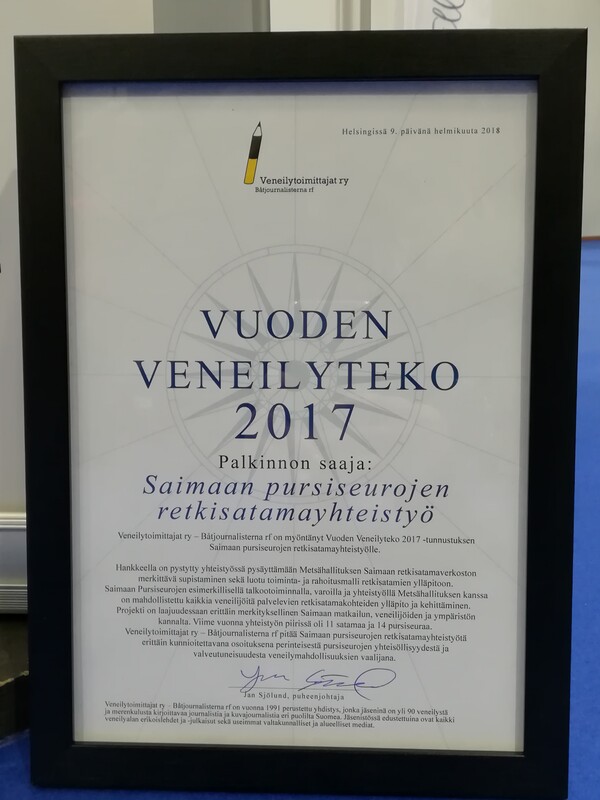 Helsingissä 9. päivänä helmikuuta 2018
Veneilytoimittajat ry
Båtjournalisterna rf
VUODEN
VENEILYTEKO
2017
Palkinnon saaja:
Saimaan pursiseurojen
retkisatamayhteistyö
Veneilytoimittajat ry – Båtjournalisterna rf on myöntänyt Vuoden Veneilyteko 2017 -tunnustuksen
Saimaan pursiseurojen retkisatamayhteistyölle.
Hankkeella on pystytty yhteistyössä pysäyttämään Metsähallituksen Saimaan retkisatamaverkoston
merkittävä supistaminen sekä luotu toiminta- ja rahoitusmalli retkisatamien ylläpitoon.
Saimaan Pursiseurojen esimerkillisellä talkootoiminnalla, varoilla ja yhteistyöllä Metsähallituksen kanssa
on mahdollistettu kaikkia veneilijöitä palvelevien retkisatamakohteiden ylläpito ja kehittäminen.
Projekti on laajuudessaan erittäin merkityksellinen Saimaan matkailun, veneilijöiden ja ympäristön
kannalta. Viime vuonna yhteistyön piirissä oli 11 satamaa ja 14 pursiseuraa.
Veneilytoimittajat ry – Båtjournalisterna rf pitää Saimaan pursiseurojen retkisatamayhteistyötä
erittäin kunnioitettavana osoituksena perinteisestä pursiseurojen yhteisöllisyydestä ja
valveutuneisuudesta veneilymahdollisuuksien vaalijana.
Jan Sjölund, puheenjohtaja
Veneilytoimittajat ry – Båtjournalisterna rf on vuonna 1991 perustettu yhdistys, jonka jäseninä on yli 90 veneilystä
ja merenkulusta kirjoittavaa journalistia ja kuvajournalistia eri puolilta Suomea. Jäsenistössä edustettuina ovat kaikki
veneilyalan erikoislehdet ja -julkaisut sekä useimmat valtakunnalliset ja alueelliset mediat.